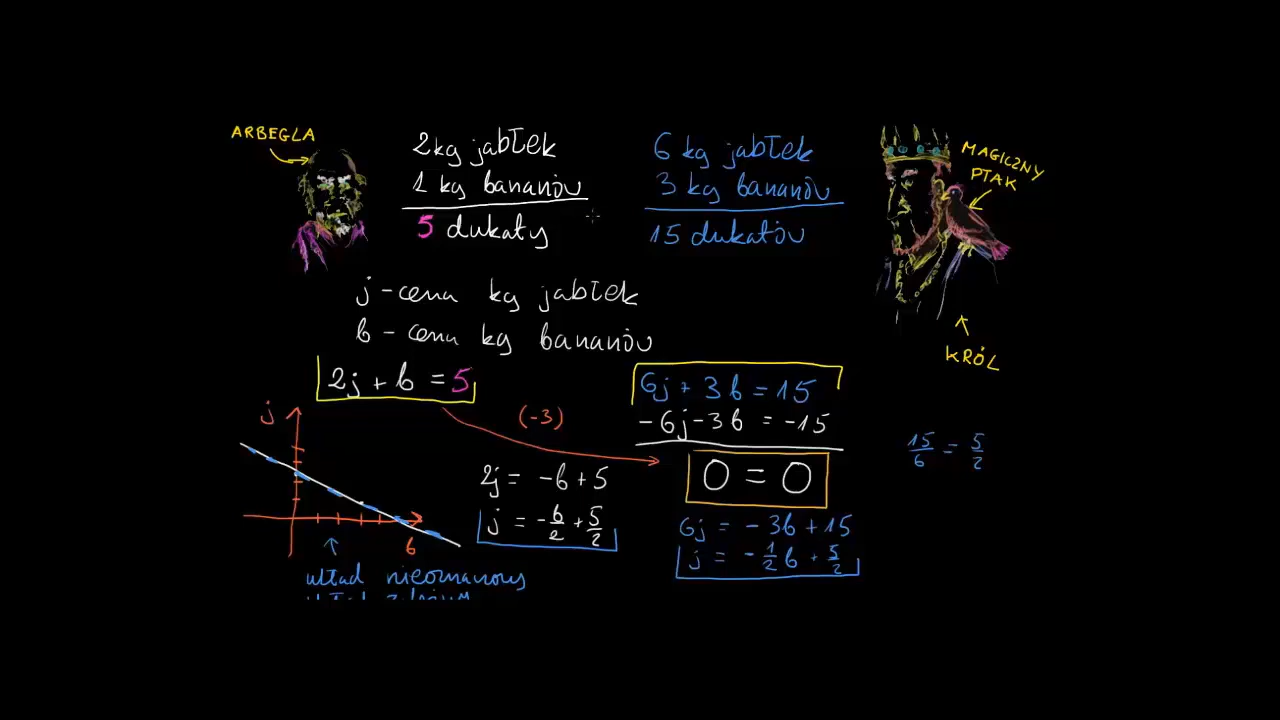 ARBEGLA
2kg jabłek
1 kg bananów
5 dukaty
6 kg jabłek
3 kg bananów
15 dukatów
MAGICZNY
PTAK
KRÓL
j - cena kg jabłek
b - cena kg bananów
2j + b = 5
6j + 3b = 15
(-3)
-6j - 3b = -15
0 = 0
15/6 = 5/2
j
b
2j = -b + 5
j = -b/2 + 5/2
6j = -3b + 15
j = -1/2 b + 5/2
układ nieoznaczony
układ